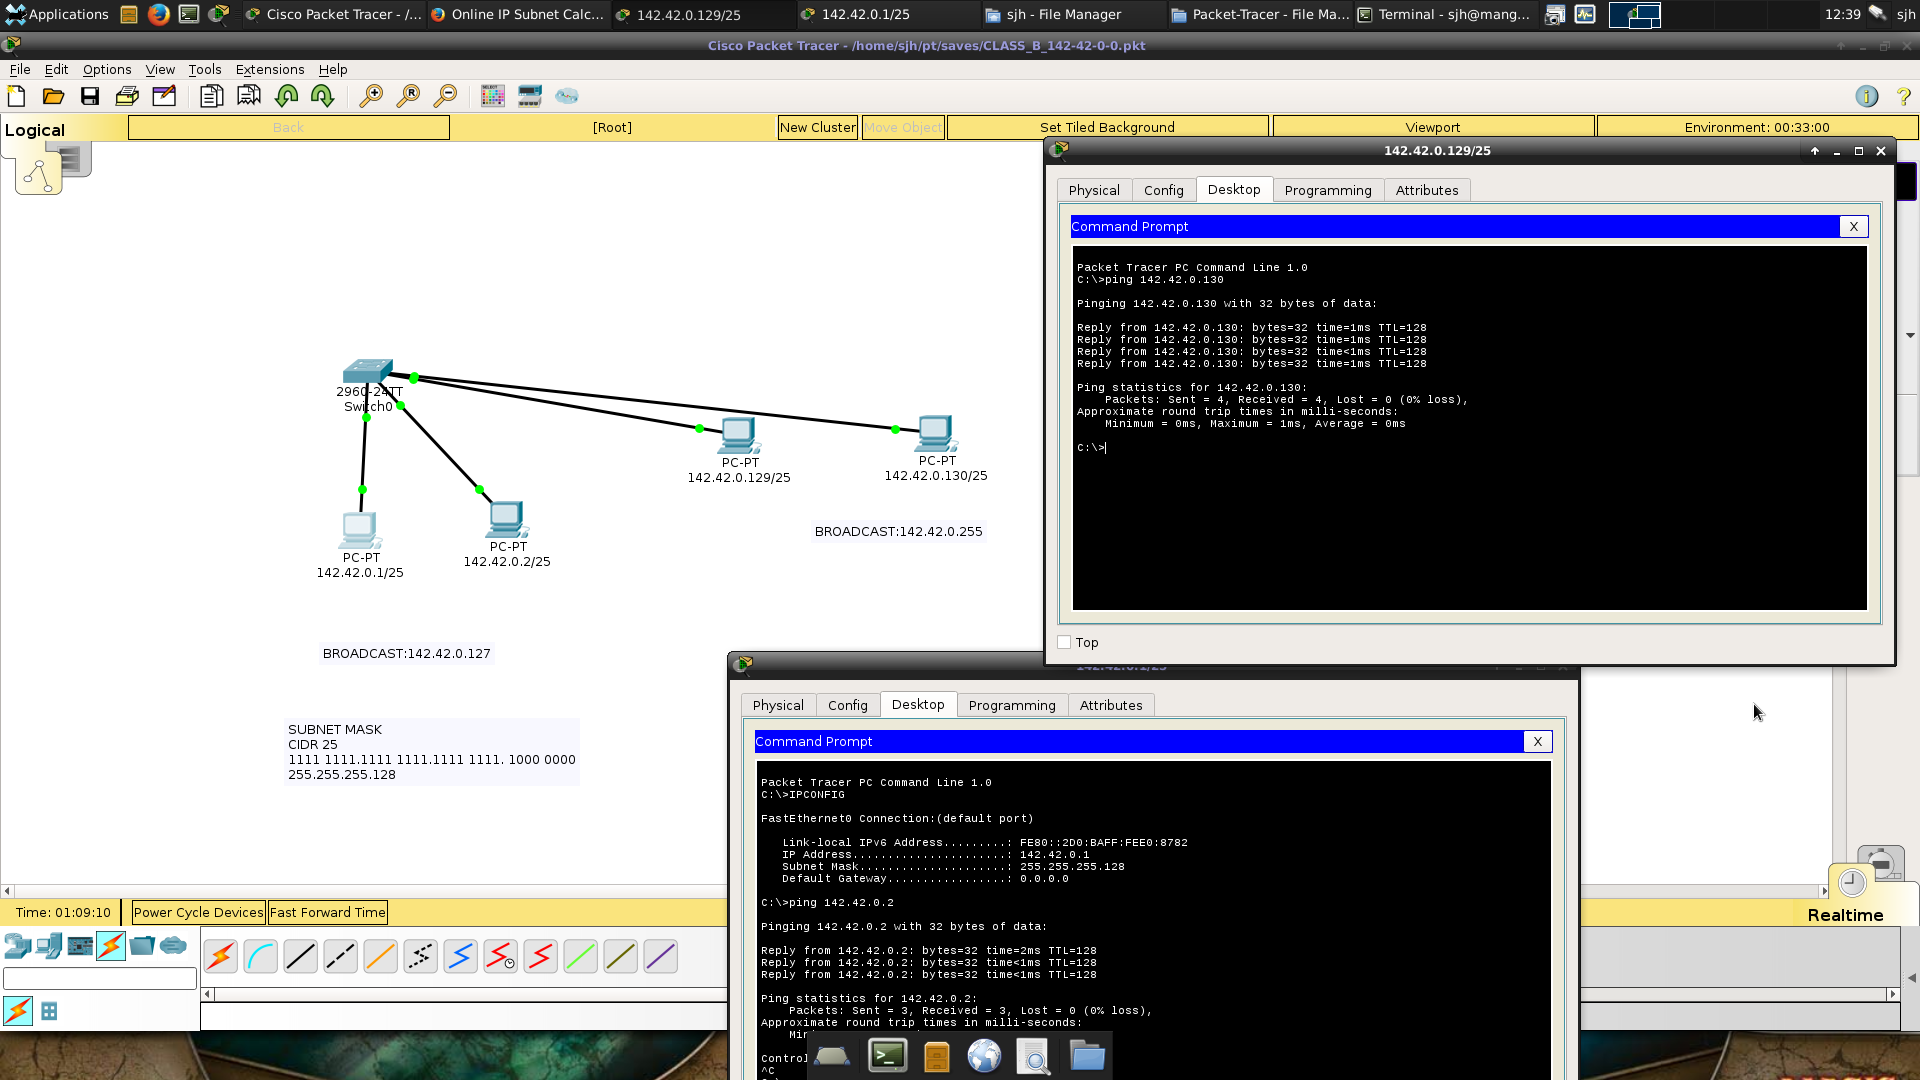 Applications
Cisco Packet Tracer - /...
Online IP Subnet Calc...
142.42.0.129/25
142.42.0.1/25
sjh - File Manager
Packet-Tracer - File Ma...
Terminal - sjh@mang...
12:39
sjh
Cisco Packet Tracer - /home/sjh/pt/saves/CLASS_B_142-42-0-0.pkt
File Edit Options View Tools Extensions Help
Logical
Back
[Root]
New Cluster
Move Object
Set Tiled Background
Viewport
Environment: 00:33:00
142.42.0.129/25
Physical Config Desktop Programming Attributes
Command Prompt
X
Packet Tracer PC Command Line 1.0
C:\>ping 142.42.0.130
Pinging 142.42.0.130 with 32 bytes of data:
Reply from 142.42.0.130: bytes=32 time=1ms TTL=128
Reply from 142.42.0.130: bytes=32 time=1ms TTL=128
Reply from 142.42.0.130: bytes=32 time<1ms TTL=128
Reply from 142.42.0.130: bytes=32 time=1ms TTL=128
Ping statistics for 142.42.0.130:
Packets: Sent = 4, Received = 4, Lost = 0 (0% loss),
Approximate round trip times in milli-seconds:
Minimum = 0ms, Maximum = 1ms, Average = 0ms
C:\>
Top
2960-24TT
Switch0
PC-PT
142.42.0.129/25
PC-PT
142.42.0.130/25
BROADCAST:142.42.0.255
PC-PT
142.42.0.1/25
PC-PT
142.42.0.2/25
BROADCAST:142.42.0.127
SUBNET MASK
CIDR 25
1111 1111.1111 1111.1111 1111. 1000 0000
255.255.255.128
142.42.0.1/25
Physical Config Desktop Programming Attributes
Command Prompt
X
Packet Tracer PC Command Line 1.0
C:\>IPCONFIG
FastEthernet0 Connection:(default port)
Link-local IPv6 Address.........: FE80::2D0:BAFF:FEE0:8782
IP Address......................: 142.42.0.1
Subnet Mask.....................: 255.255.255.128
Default Gateway.................: 0.0.0.0
C:\>ping 142.42.0.2
Pinging 142.42.0.2 with 32 bytes of data:
Reply from 142.42.0.2: bytes=32 time=2ms TTL=128
Reply from 142.42.0.2: bytes=32 time<1ms TTL=128
Reply from 142.42.0.2: bytes=32 time<1ms TTL=128
Ping statistics for 142.42.0.2:
Packets: Sent = 3, Received = 3, Lost = 0 (0% loss),
Approximate round trip times in milli-seconds:
Control
^C
Time: 01:09:10
Power Cycle Devices
Fast Forward Time
Realtime